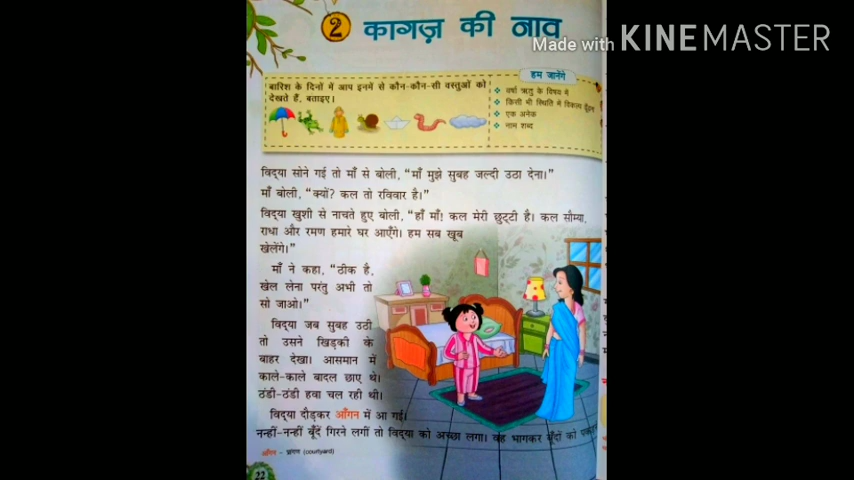 2 कागज़ की नाव
Made with KINEMASTER
हम जानेंगे
बारिश के दिनों में आप इनमें से कौन-कौन-सी वस्तुओं को
देखते हैं, बताइए।
❖ वर्षा ऋतु के विषय में
❖ किसी भी स्थिति में विकल्प ढूँढ़ना
❖ एक अनेक
❖ नाम शब्द
विद्या सोने गई तो माँ से बोली, “माँ मुझे सुबह जल्दी उठा देना।”
माँ बोली, “क्यों? कल तो रविवार है।”
विद्या खुशी से नाचते हुए बोली, “हाँ माँ! कल मेरी छुट्टी है। कल सौम्या,
राधा और रमण हमारे घर आएँगे। हम सब खूब
खेलेंगे।”
माँ ने कहा, “ठीक है,
खेल लेना परंतु अभी तो
सो जाओ।”
विद्या जब सुबह उठी
तो उसने खिड़की के
बाहर देखा। आसमान में
काले-काले बादल छाए थे।
ठंडी-ठंडी हवा चल रही थी।
विद्या दौड़कर आँगन में आ गई।
नन्हीं-नन्हीं बूँदें गिरने लगीं तो विद्या को अच्छा लगा। वह भागकर बूँदों को
आँगन – प्रांगण (courtyard)
22